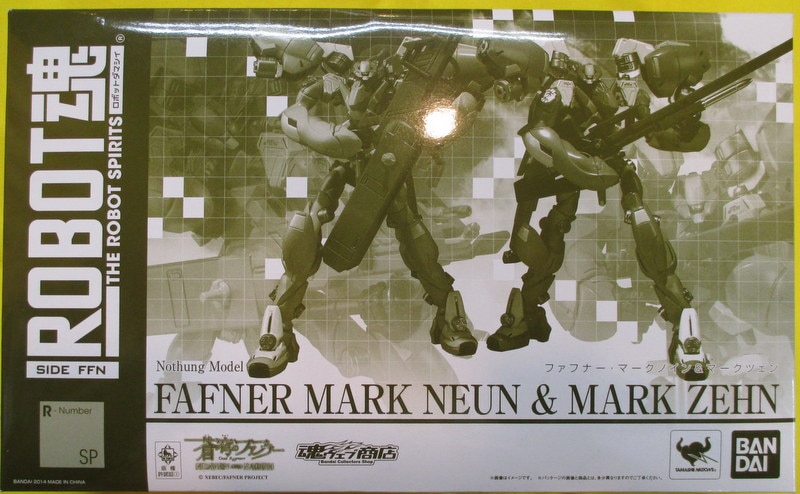 ROBOT魂
ロボットダマシイ
®
THE ROBOT SPIRITS
SIDE FFN
R - Number
SP
Nothung Model
ファフナー・マークノイン&マークツェン
FAFNER MARK NEUN & MARK ZEHN
蒼穹のファフナー
Dead Aggressor
© XEBEC/FAFNER PROJECT
魂ウェブ商店
Bandai Collectors Shop
TAMASHII NATIONS
BANDAI
BANDAI 2014 MADE IN CHINA